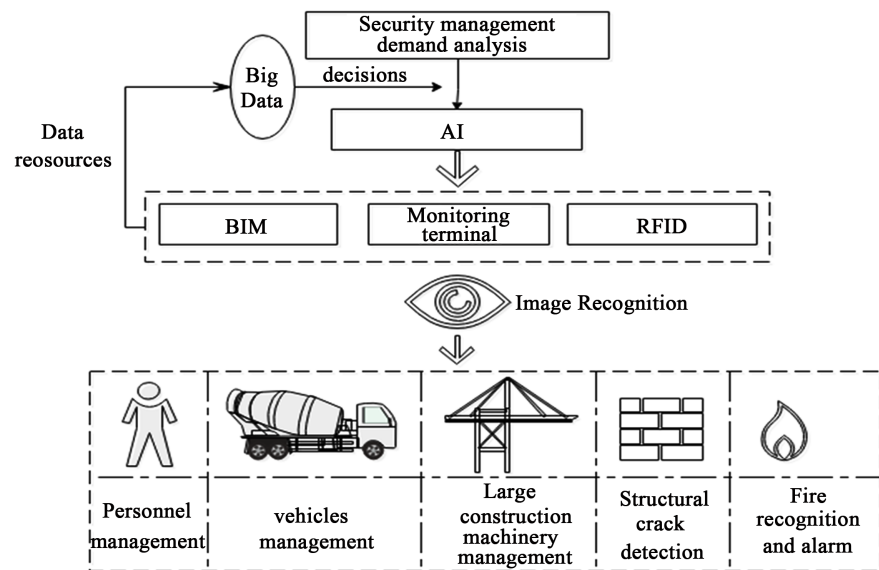 Security management
demand analysis
Big
Data
decisions
AI
Data
reosources
BIM
Monitoring
terminal
RFID
Image Recognition
Personnel
management
vehicles
management
Large
construction
machinery
management
Structural
crack
detection
Fire
recognition
and alarm